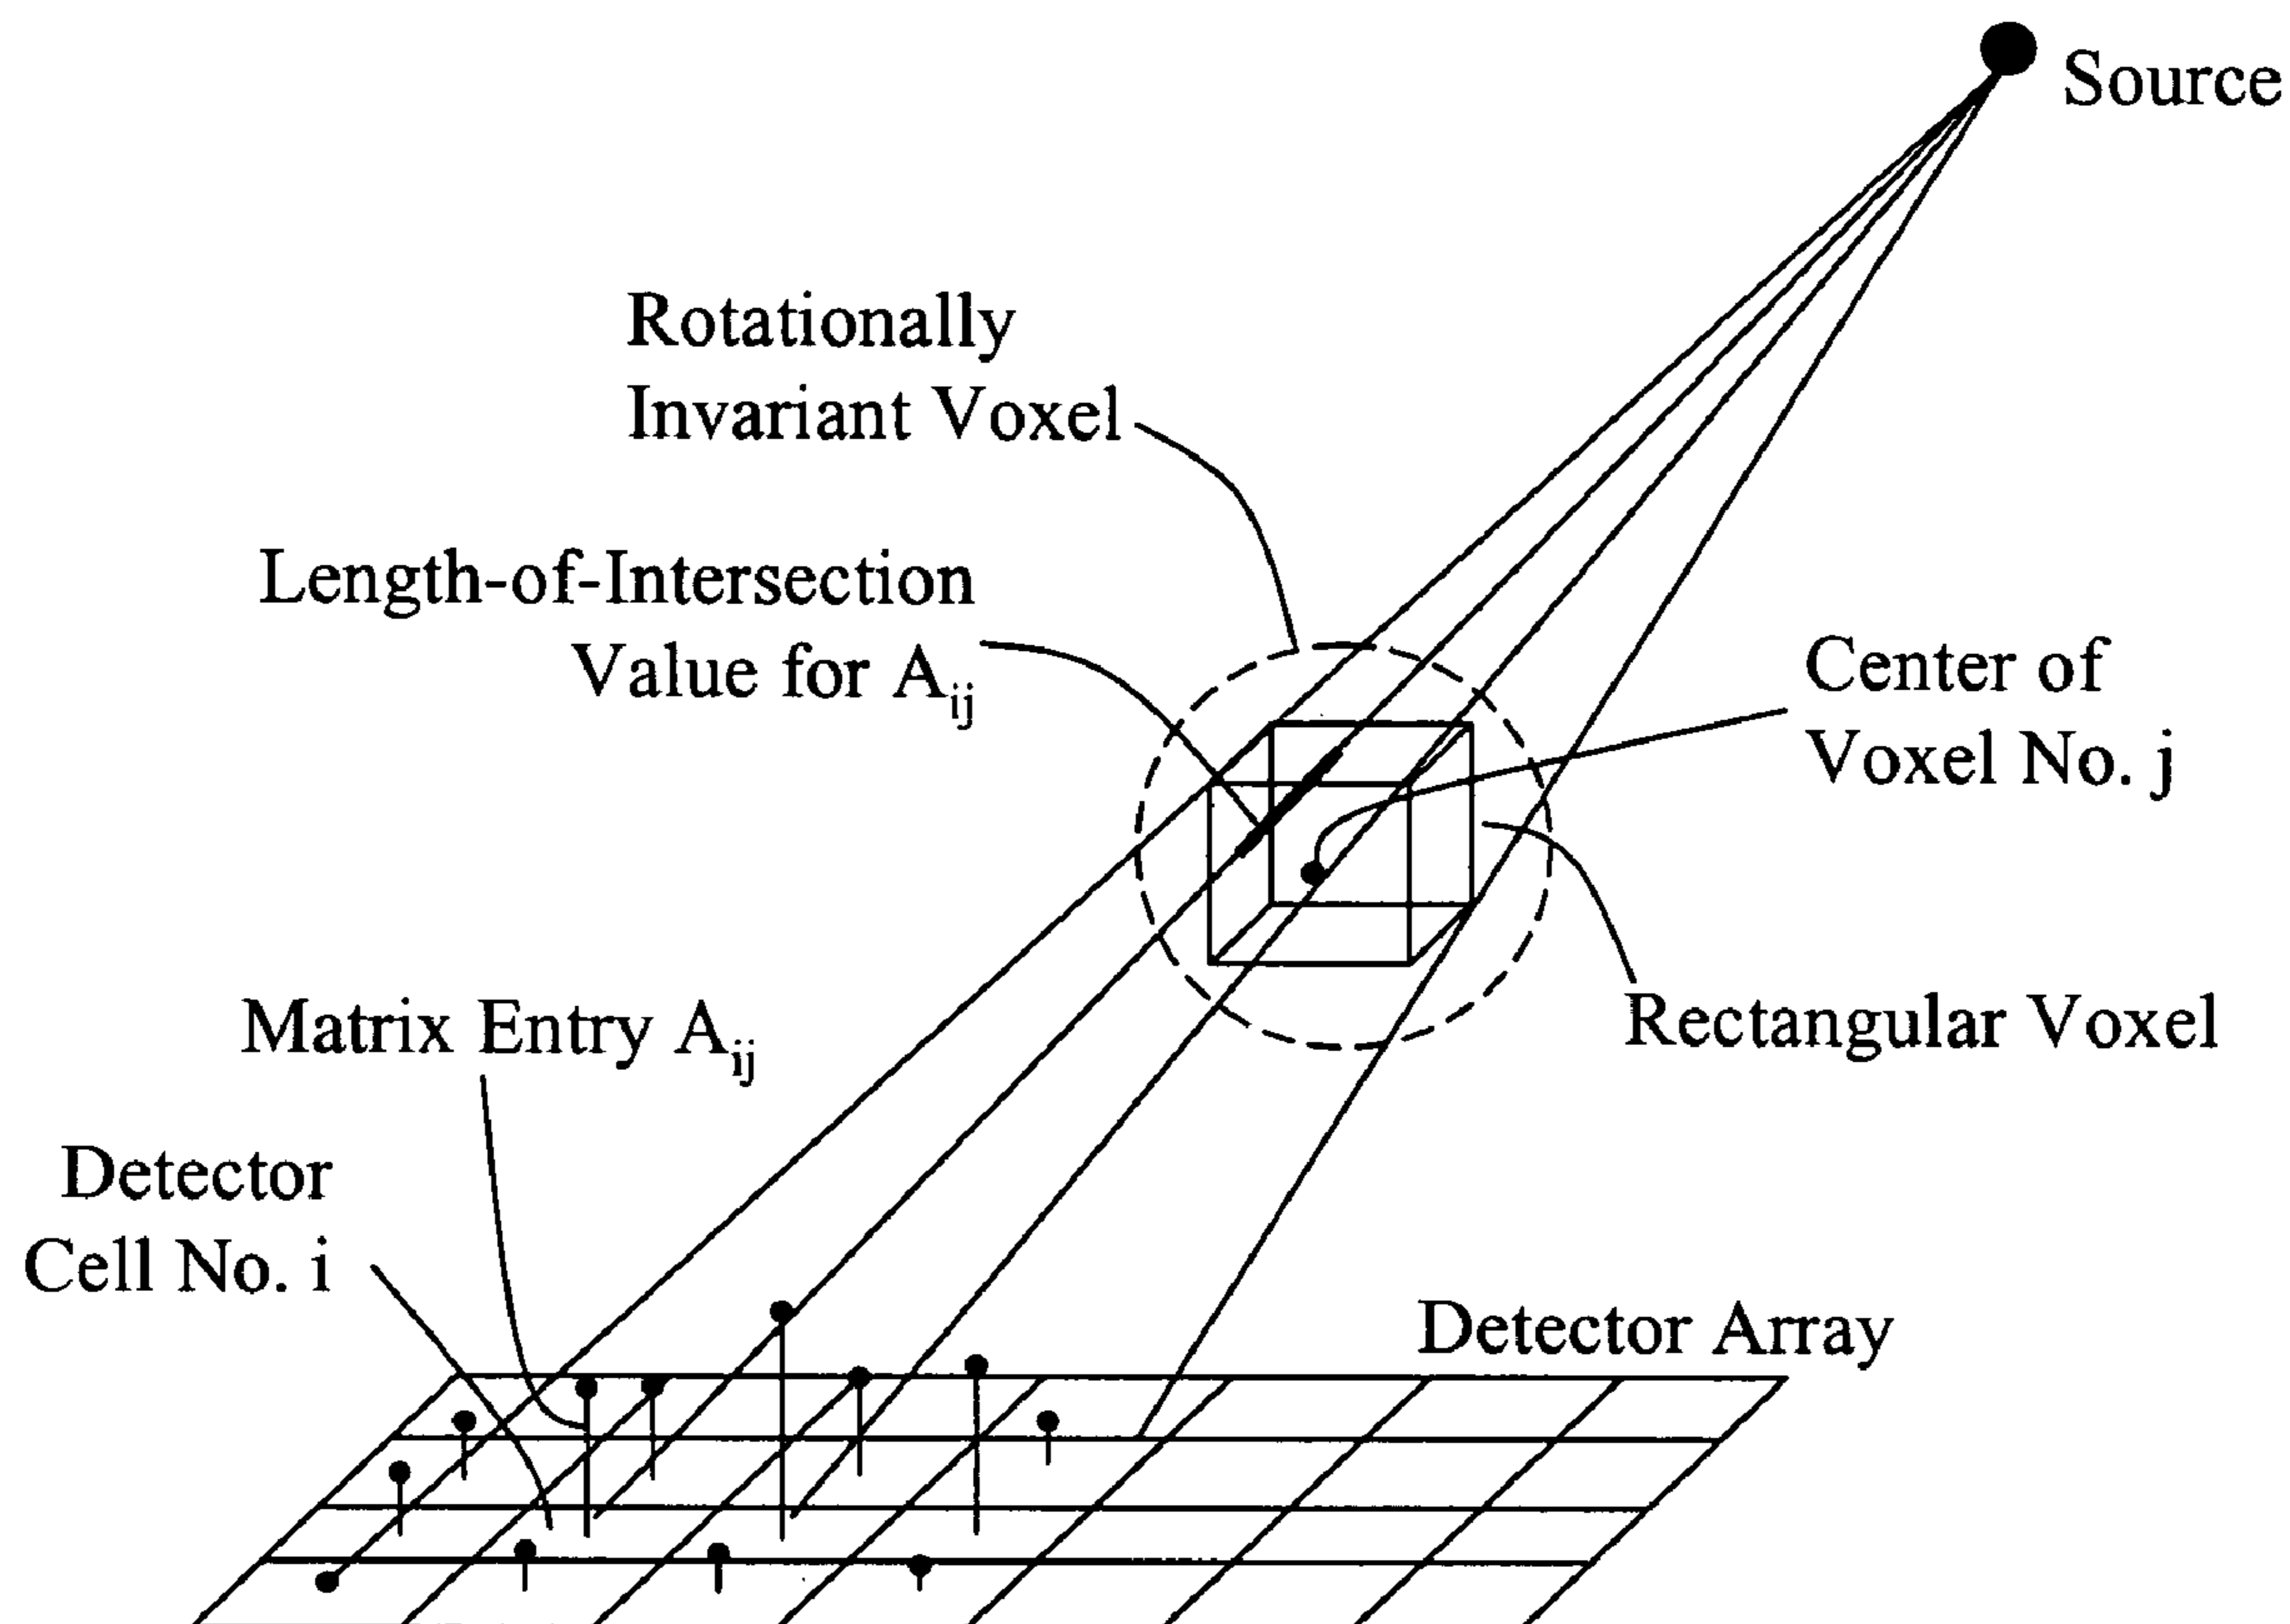 Source
Rotationally
Invariant Voxel
Length-of-Intersection
Value for Aij
Center of
Voxel No. j
Matrix Entry Aij
Rectangular Voxel
Detector
Cell No. i
Detector Array